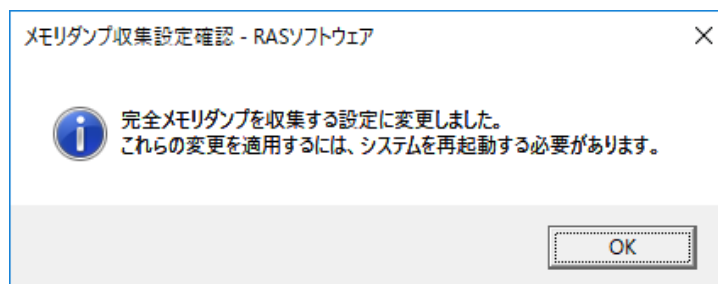 メモリダンプ収集設定確認 - RASソフトウェア
完全メモリダンプを収集する設定に変更しました。
これらの変更を適用するには、システムを再起動する必要があります。
OK